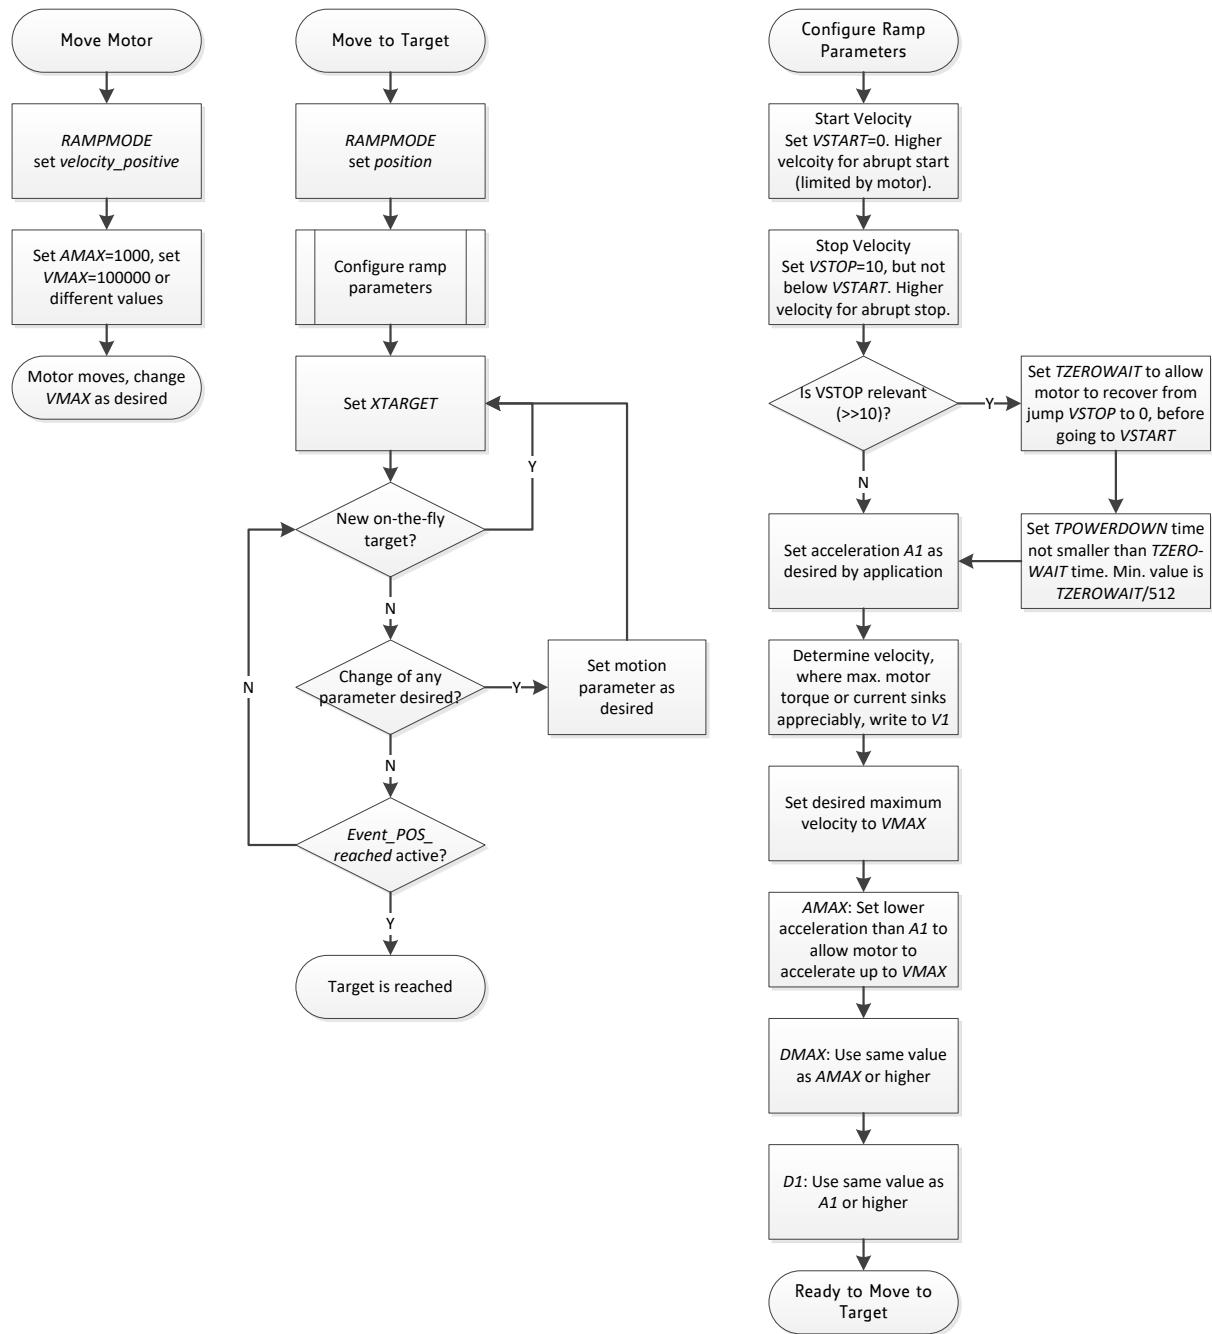 Move Motor
RAMPMODE
set velocity_positive
Set AMAX=1000, set
VMAX=100000 or
different values
Motor moves, change
VMAX as desired
Move to Target
RAMPMODE
set position
Configure ramp
parameters
Set XTARGET
Y
New on-the-fly
target?
N
Change of any
parameter desired?
Y
Set motion
parameter as
desired
N
N
Event_POS_
reached active?
Y
Target is reached
Configure Ramp
Parameters
Start Velocity
Set VSTART=0. Higher
velcoity for abrupt start
(limited by motor).
Stop Velocity
Set VSTOP=10, but not
below VSTART. Higher
velocity for abrupt stop.
Is VSTOP relevant
(>>10)?
Y
Set TZEROWAIT to allow
motor to recover from
jump VSTOP to 0, before
going to VSTART
N
Set TPOWERDOWN time
not smaller than TZERO-
WAIT time. Min. value is
TZEROWAIT/512
Set acceleration A1 as
desired by application
Determine velocity,
where max. motor
torque or current sinks
appreciably, write to V1
Set desired maximum
velocity to VMAX
AMAX: Set lower
acceleration than A1 to
allow motor to
accelerate up to VMAX
DMAX: Use same value
as AMAX or higher
D1: Use same value as
A1 or higher
Ready to Move to
Target